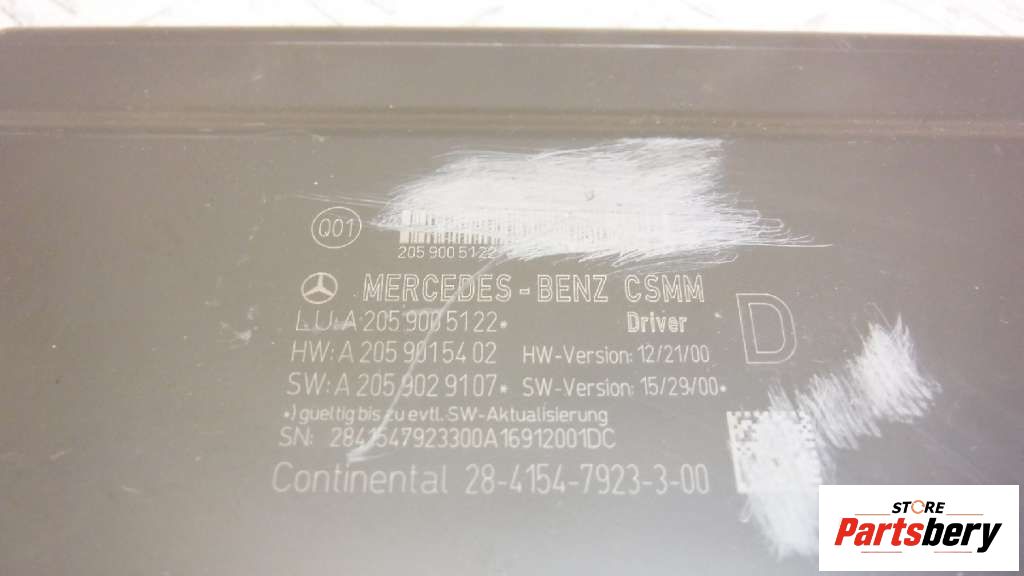 Q01
205 900 5122
MERCEDES-BENZ CSMM
LU: A 205 900 51 22*
Driver
D
HW: A 205 901 54 02 HW-Version: 12/21/00
SW: A 205 902 91 07* SW-Version: 15/29/00*
*) gueltig bis zu evtl. SW-Aktualisierung
SN: 2841547923300A16912001DC
Continental 28-4154-7923-3-00
STORE
Partsbery